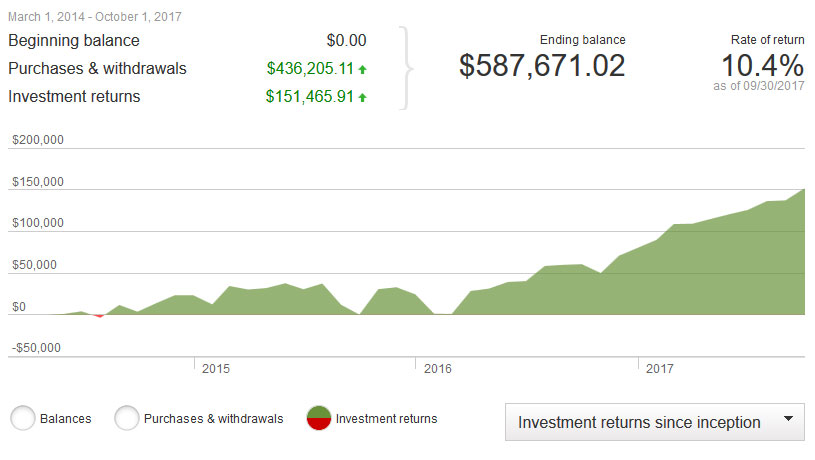 March 1, 2014 - October 1, 2017
Beginning balance $0.00
Purchases & withdrawals $436,205.11
Investment returns $151,465.91
Ending balance
$587,671.02
Rate of return
10.4%
as of 09/30/2017
$200,000
$150,000
$100,000
$50,000
$0
-$50,000
2015 2016 2017
Balances Purchases & withdrawals Investment returns
Investment returns since inception